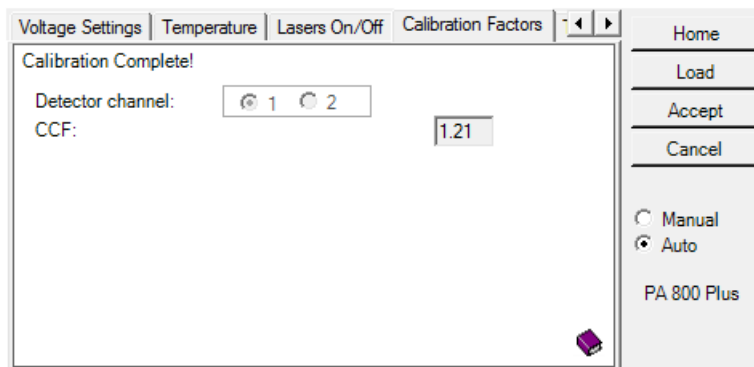 Voltage Settings Temperature Lasers On/Off Calibration Factors
Calibration Complete!
Detector channel: 1 2
CCF: 1.21
Home
Load
Accept
Cancel
Manual
Auto
PA 800 Plus